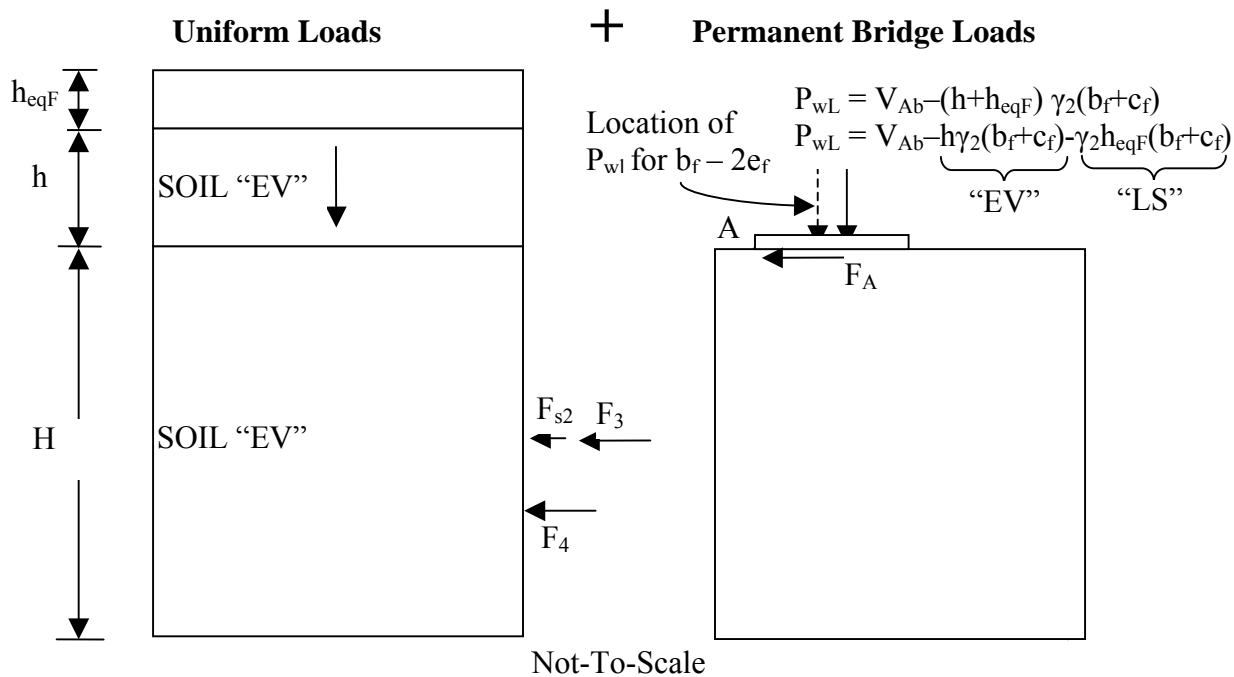 Uniform Loads + Permanent Bridge Loads
h_eqF
h
H
SOIL “EV”
SOIL “EV”
F_s2
F_3
F_4
P_wL = V_Ab–(h+h_eqF) γ_2(b_f+c_f)
P_wL = V_Ab–hγ_2(b_f+c_f)-γ_2h_eqF(b_f+c_f)
“EV” “LS”
Location of
P_wl for b_f – 2e_f
A
F_A
Not-To-Scale